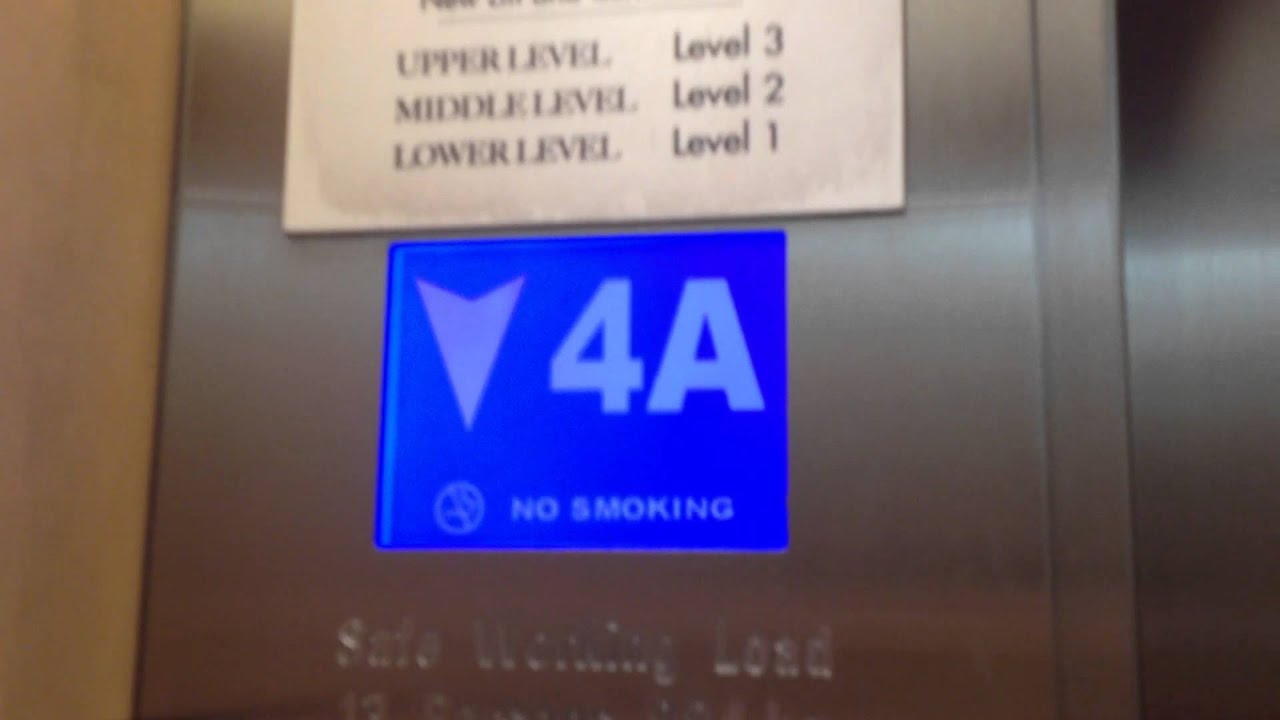 UPPER LEVEL Level 3
MIDDLE LEVEL Level 2
LOWER LEVEL Level 1
4A
NO SMOKING
Safe Working Load